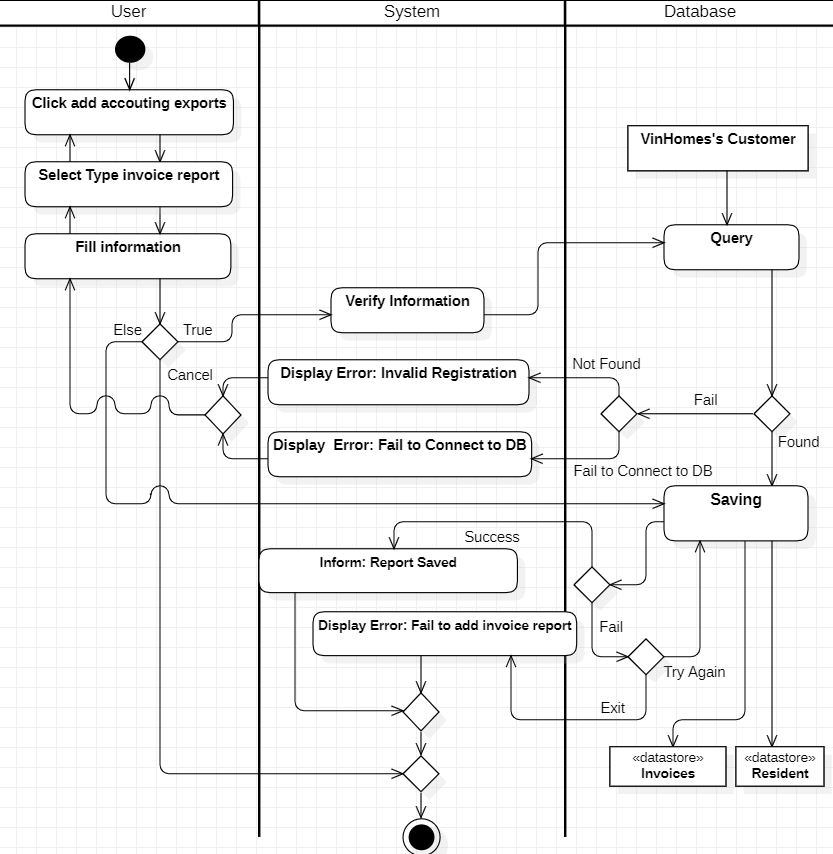 User
System
Database
Click add accouting exports
VinHomes's Customer
Select Type invoice report
Query
Fill information
Verify Information
Else
True
Not Found
Cancel
Display Error: Invalid Registration
Fail
Found
Display  Error: Fail to Connect to DB
Fail to Connect to DB
Saving
Success
Inform: Report Saved
Display Error: Fail to add invoice report
Fail
Try Again
Exit
«datastore»
Invoices
«datastore»
Resident